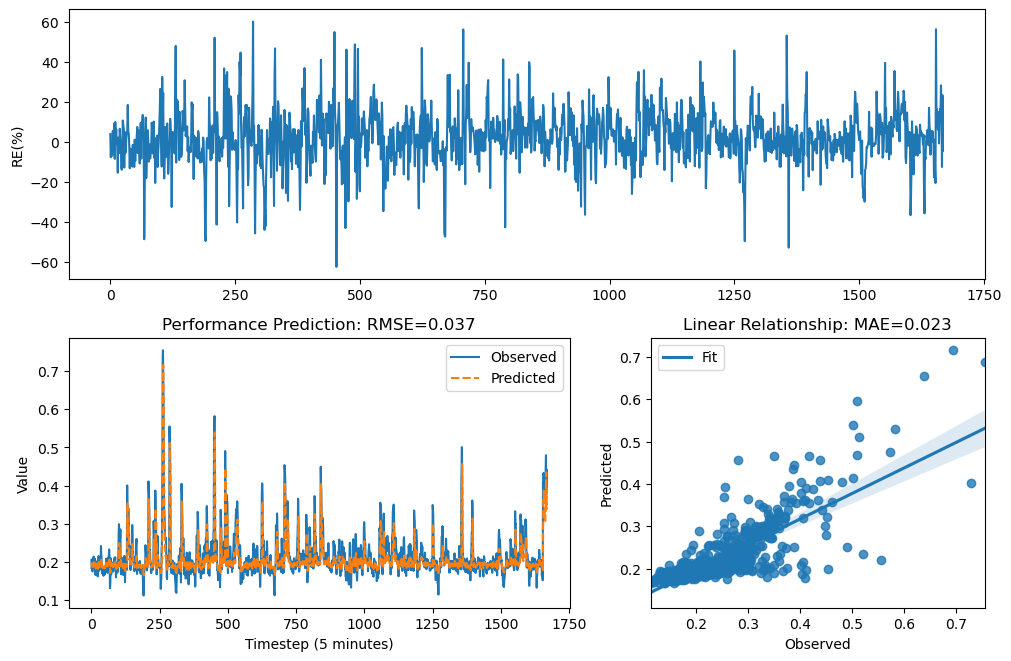 60
40
20
0
−20
−40
−60
RE(%)
0 250 500 750 1000 1250 1500 1750
Performance Prediction: RMSE=0.037
Observed
Predicted
0.7
0.6
0.5
0.4
0.3
0.2
0.1
Value
0 250 500 750 1000 1250 1500 1750
Timestep (5 minutes)
Linear Relationship: MAE=0.023
Fit
0.7
0.6
0.5
0.4
0.3
0.2
Predicted
0.2 0.3 0.4 0.5 0.6 0.7
Observed